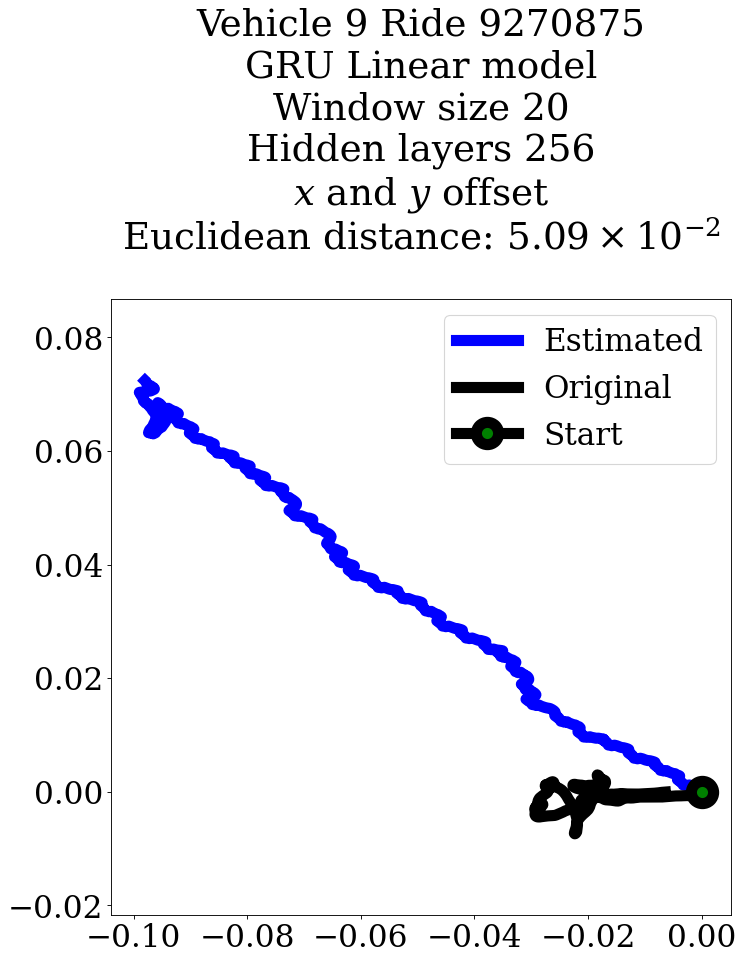 Vehicle 9 Ride 9270875
GRU Linear model
Window size 20
Hidden layers 256
x and y offset
Euclidean distance: 5.09 × 10⁻²
Estimated
Original
Start
0.08
0.06
0.04
0.02
0.00
−0.02
−0.10 −0.08 −0.06 −0.04 −0.02 0.00